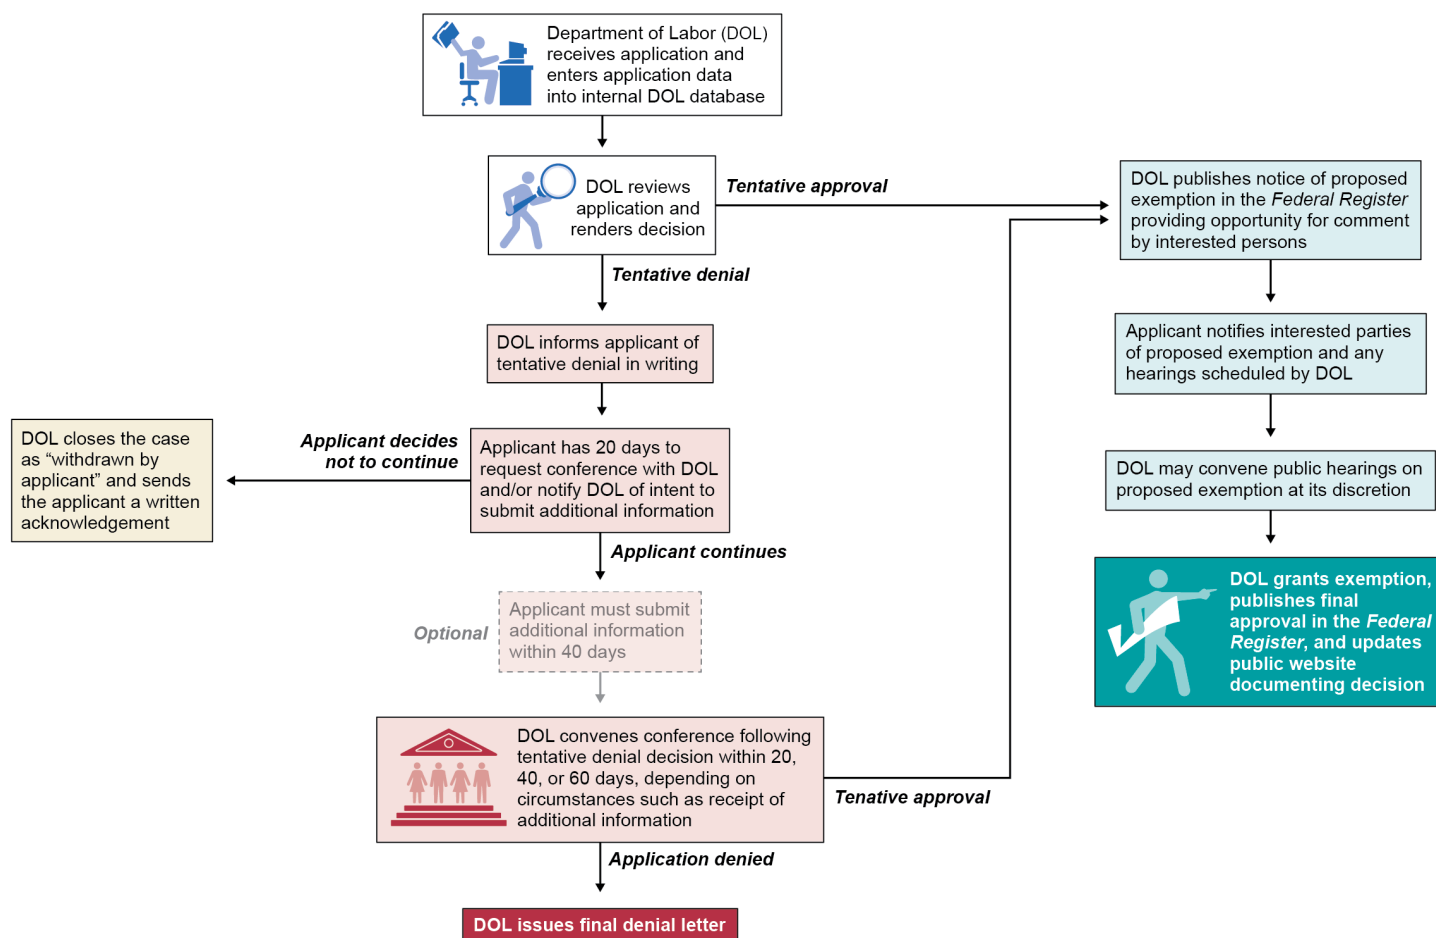 Department of Labor (DOL)
receives application and
enters application data
into internal DOL database
DOL reviews
application and
renders decision
Tentative approval
DOL publishes notice of proposed
exemption in the Federal Register
providing opportunity for comment
by interested persons
Tentative denial
DOL informs applicant of
tentative denial in writing
Applicant notifies interested parties
of proposed exemption and any
hearings scheduled by DOL
DOL closes the case
as “withdrawn by
applicant” and sends
the applicant a written
acknowledgement
Applicant decides
not to continue
Applicant has 20 days to
request conference with DOL
and/or notify DOL of intent to
submit additional information
DOL may convene public hearings on
proposed exemption at its discretion
Applicant continues
Optional
Applicant must submit
additional information
within 40 days
DOL grants exemption,
publishes final
approval in the Federal
Register, and updates
public website
documenting decision
DOL convenes conference following
tentative denial decision within 20,
40, or 60 days, depending on
circumstances such as receipt of
additional information
Tenative approval
Application denied
DOL issues final denial letter